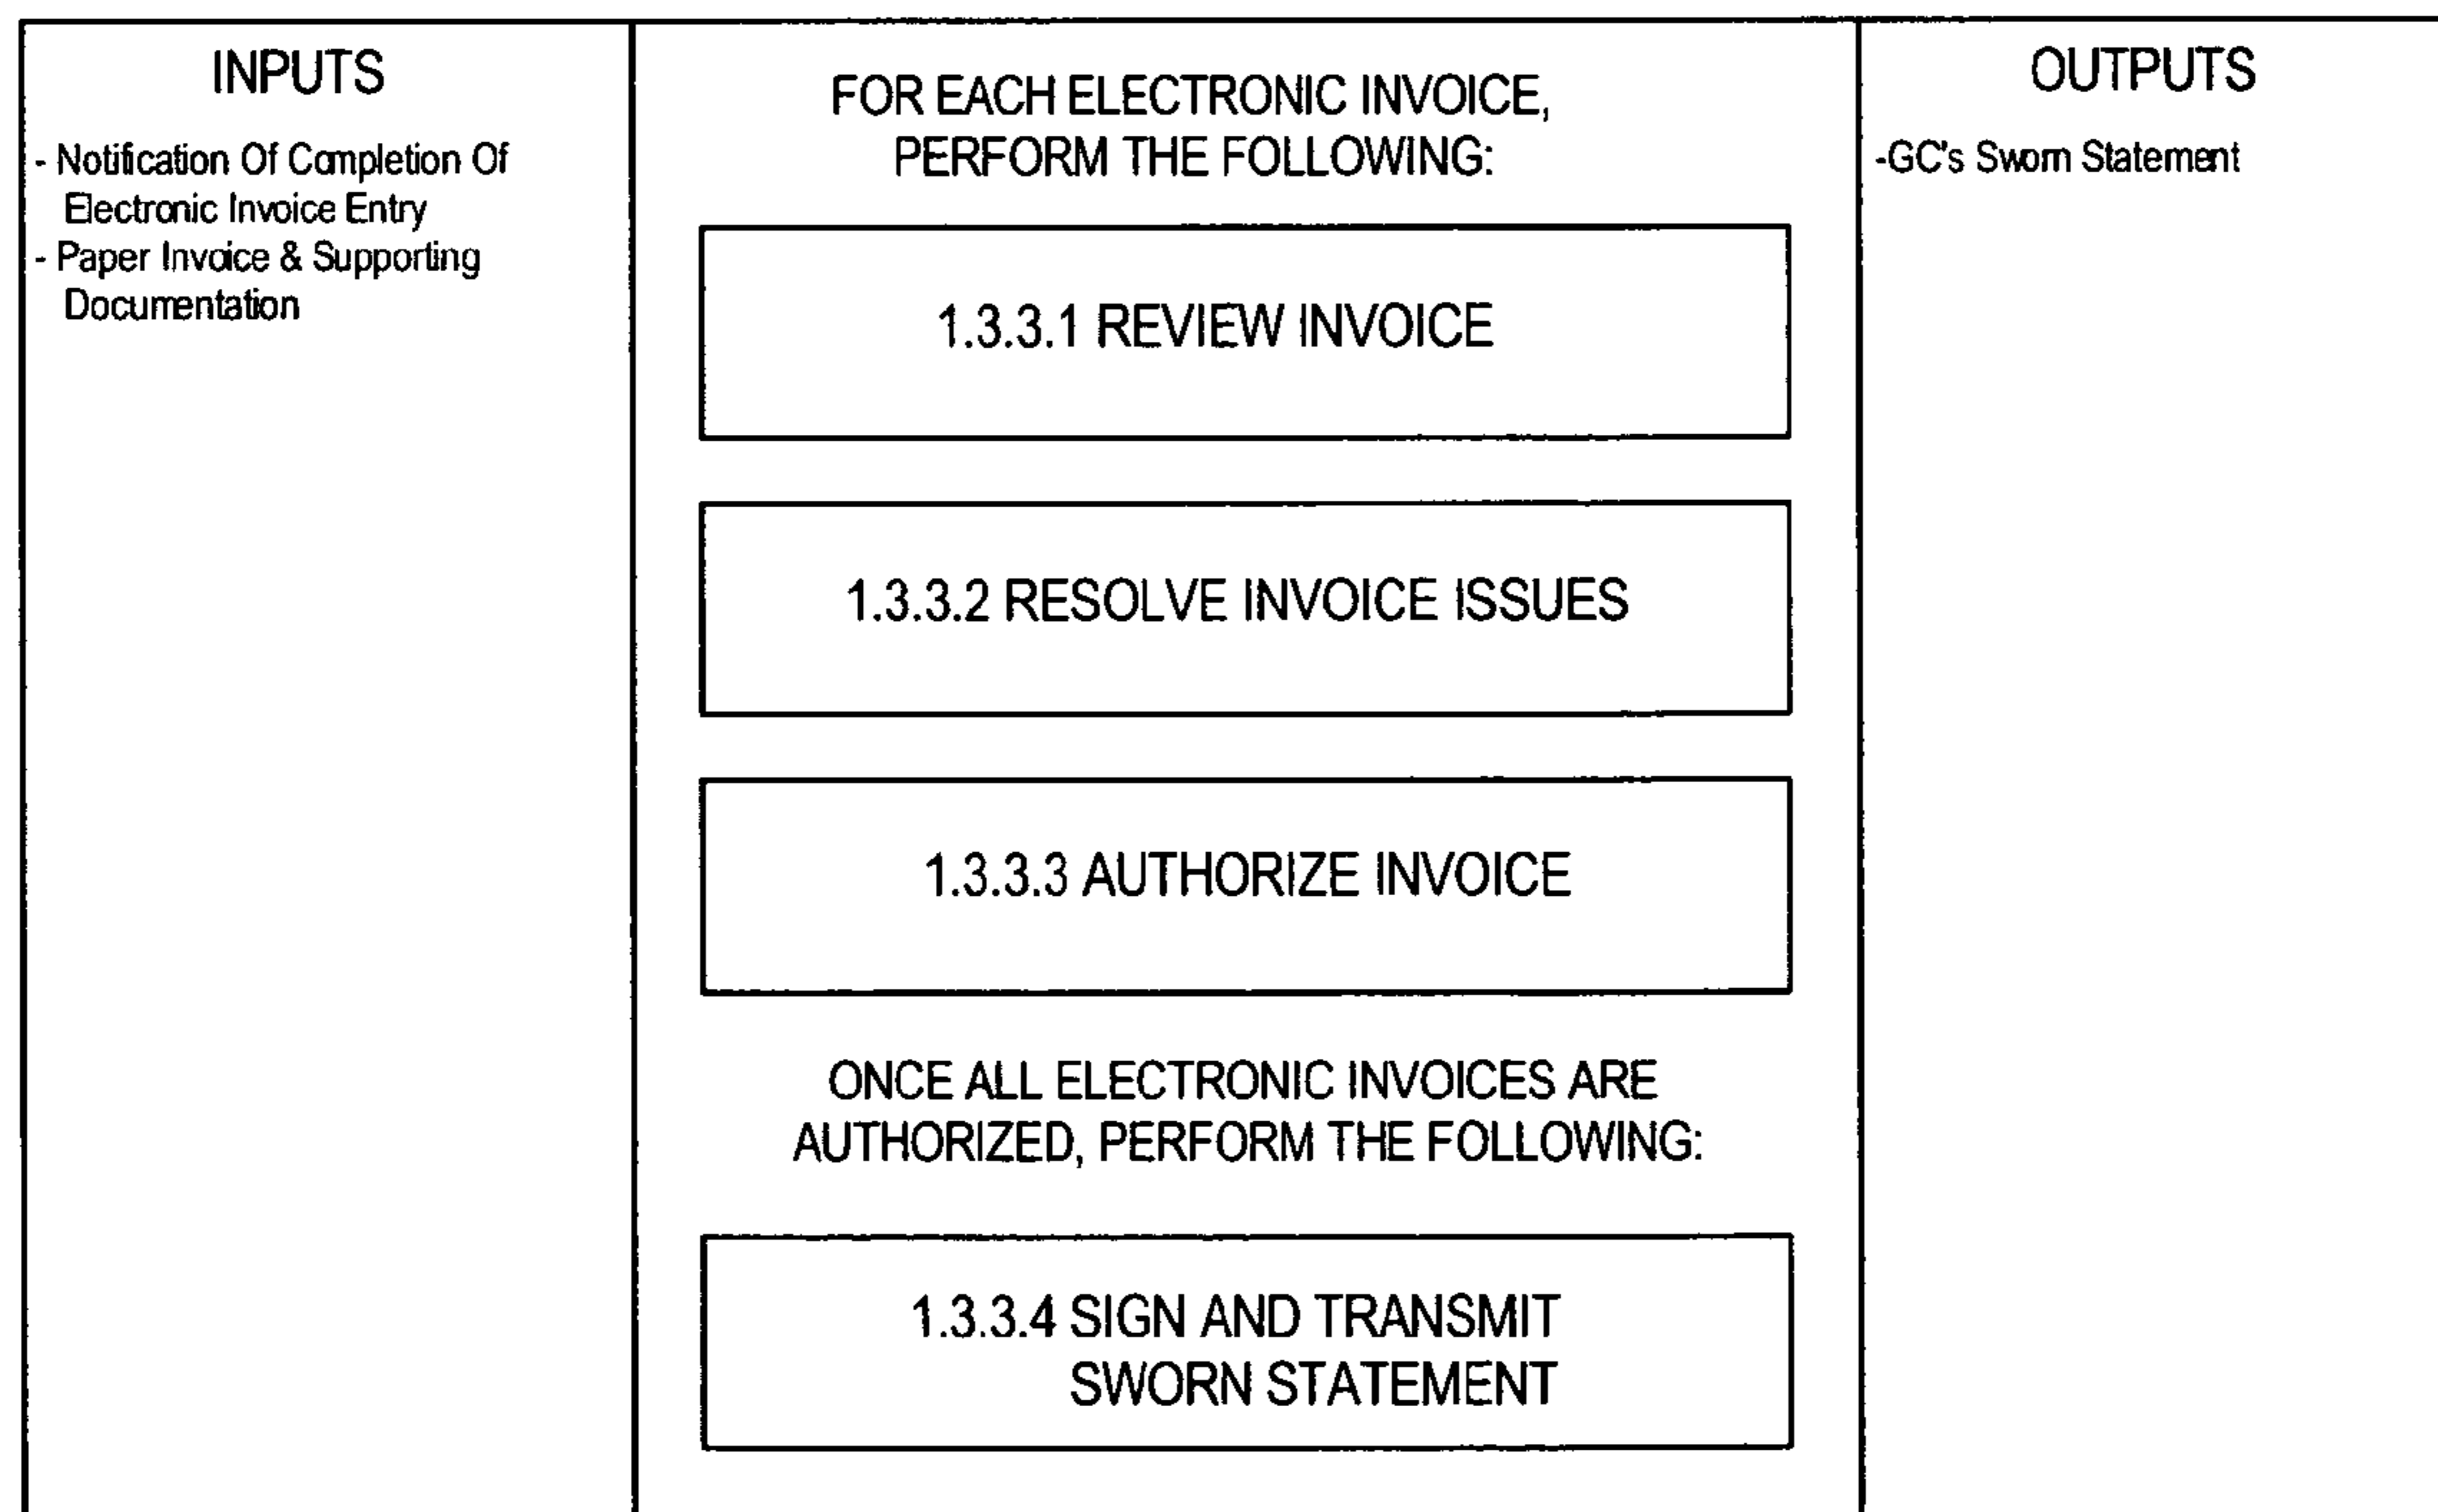 INPUTS
- Notification Of Completion Of
Electronic Invoice Entry
- Paper Invoice & Supporting
Documentation
FOR EACH ELECTRONIC INVOICE,
PERFORM THE FOLLOWING:
1.3.3.1 REVIEW INVOICE
1.3.3.2 RESOLVE INVOICE ISSUES
1.3.3.3 AUTHORIZE INVOICE
ONCE ALL ELECTRONIC INVOICES ARE
AUTHORIZED, PERFORM THE FOLLOWING:
1.3.3.4 SIGN AND TRANSMIT
SWORN STATEMENT
OUTPUTS
-GC's Sworn Statement